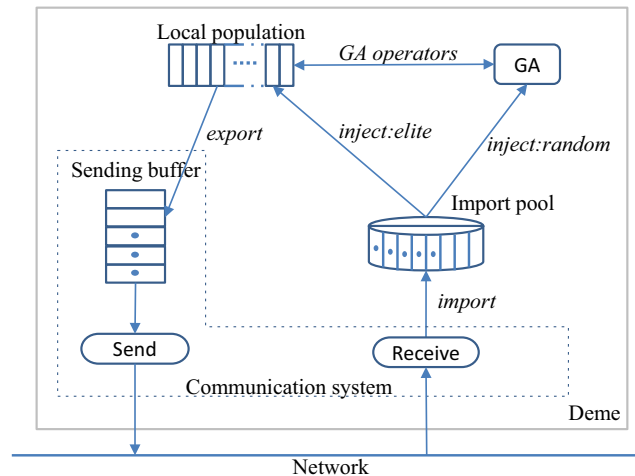 Local population
GA operators
GA
export
inject:elite
inject:random
Sending buffer
Import pool
import
Send
Receive
Communication system
Deme
Network